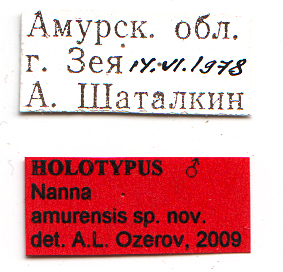 Амурск. обл.
г. Зея 14.VI.1978
А. Шаталкин
HOLOTYPUS ♂
Nanna
amurensis sp. nov.
det. A.L. Ozerov, 2009